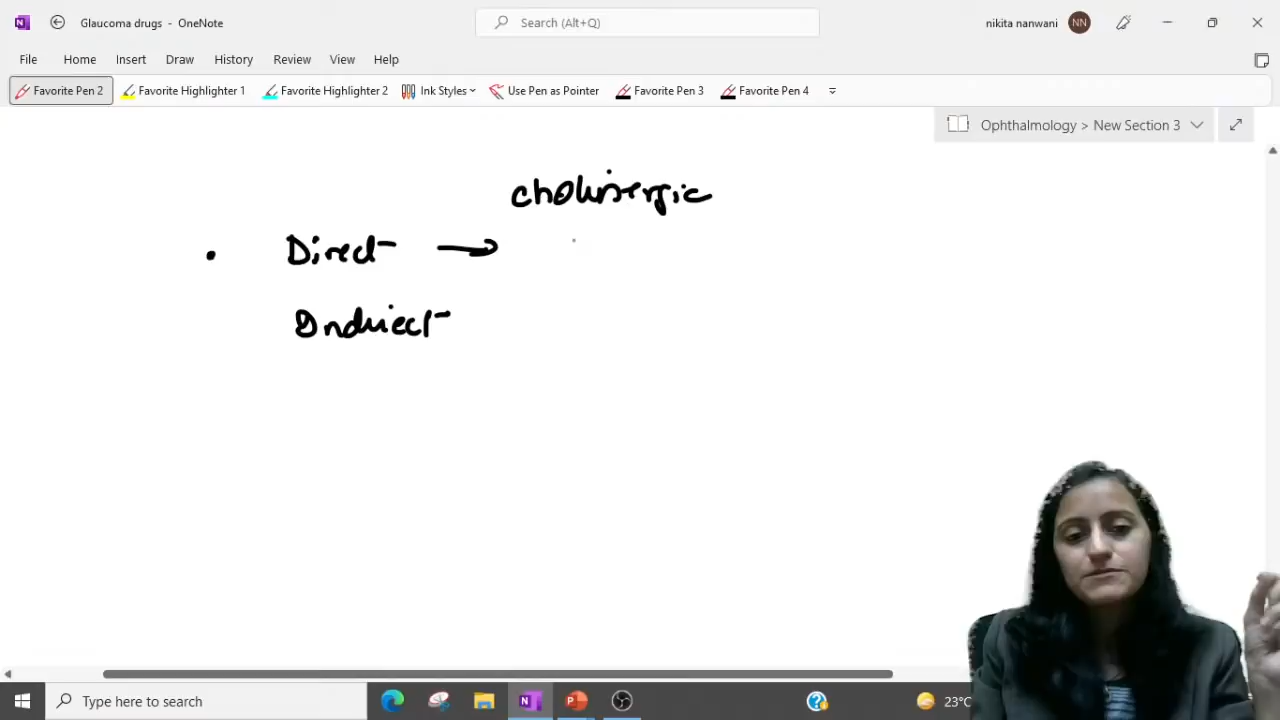 Glaucoma drugs - OneNote
Search (Alt+Q)
nikita nanwani NN
File Home Insert Draw History Review View Help
Favorite Pen 2 Favorite Highlighter 1 Favorite Highlighter 2 Ink Styles Use Pen as Pointer Favorite Pen 3 Favorite Pen 4
Ophthalmology > New Section 3
cholinergic
• Direct →
Indirect
Type here to search
23°C